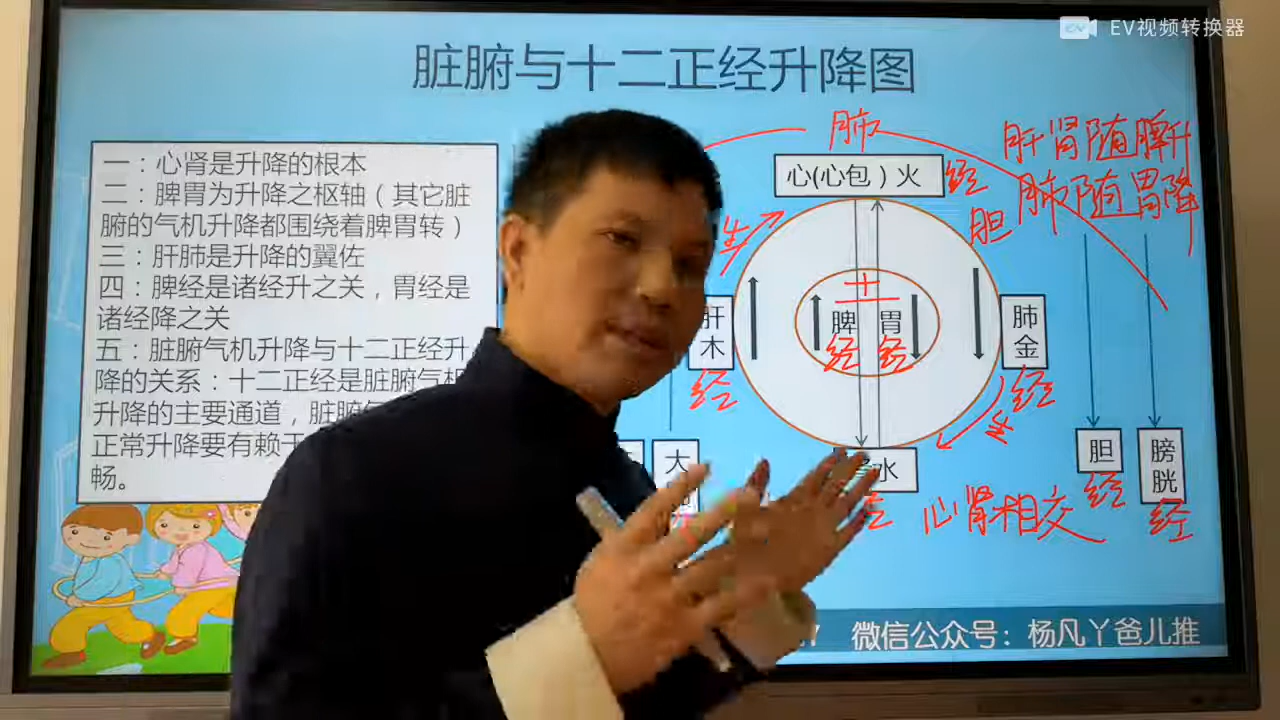 EV视频转换器
脏腑与十二正经升降图
一：心肾是升降的根本
二：脾胃为升降之枢轴（其它脏
腑的气机升降都围绕着脾胃转）
三：肝肺是升降的翼佐
四：脾经是诸经升之关，胃经是
诸经降之关
五：脏腑气机升降与十二正经升
降的关系：十二正经是脏腑气机
升降的主要通道，脏腑气
正常升降要有赖于
畅。
肺
心(心包）火
经
肝肾随脾升
肺随胃降
胆
土
脾
经
胃
经
肝
木
经
肺
金
经
水
大
心肾相交
胆
经
膀
胱
经
微信公众号：杨凡丫爸儿推